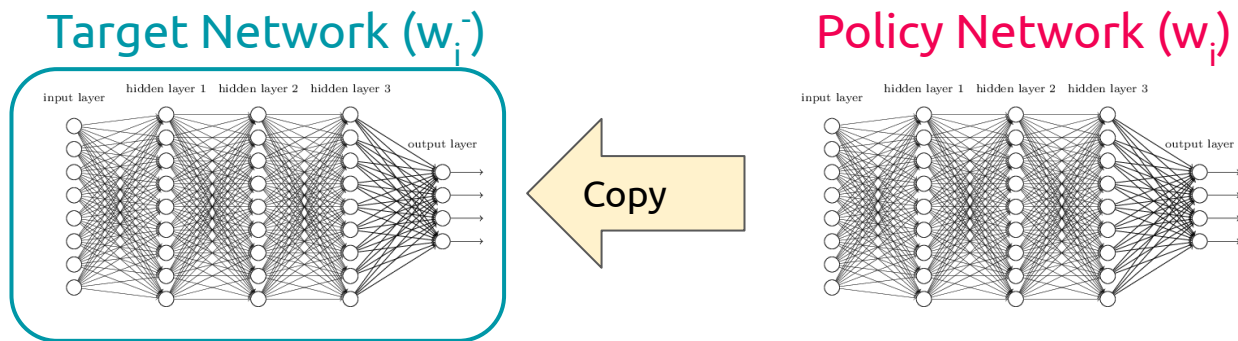 Target Network (wᵢ⁻)
Policy Network (wᵢ)
input layer
hidden layer 1 hidden layer 2 hidden layer 3
output layer
Copy
input layer
hidden layer 1 hidden layer 2 hidden layer 3
output layer